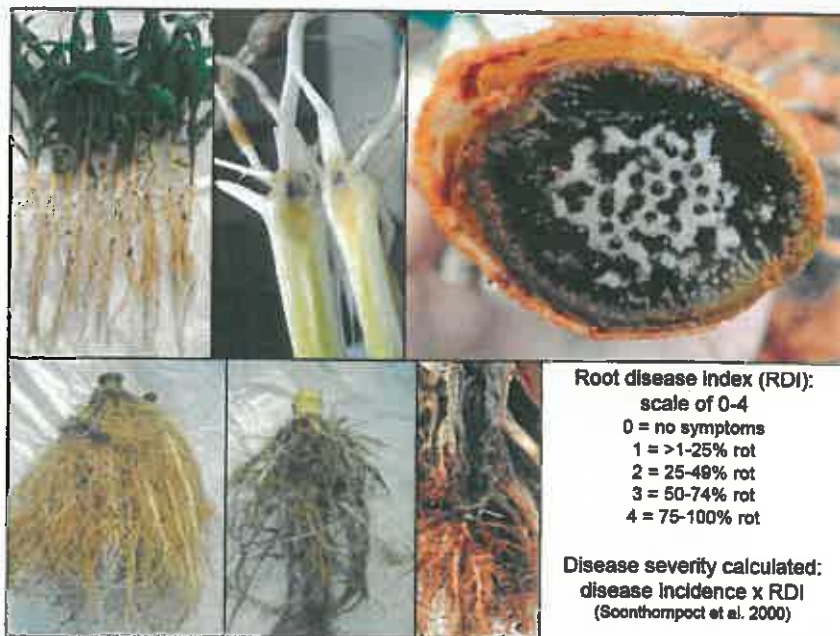 Root disease index (RDI):
scale of 0-4
0 = no symptoms
1 = >1-25% rot
2 = 25-49% rot
3 = 50-74% rot
4 = 75-100% rot
Disease severity calculated:
disease incidence x RDI
(Soonthornpoct et al. 2000)